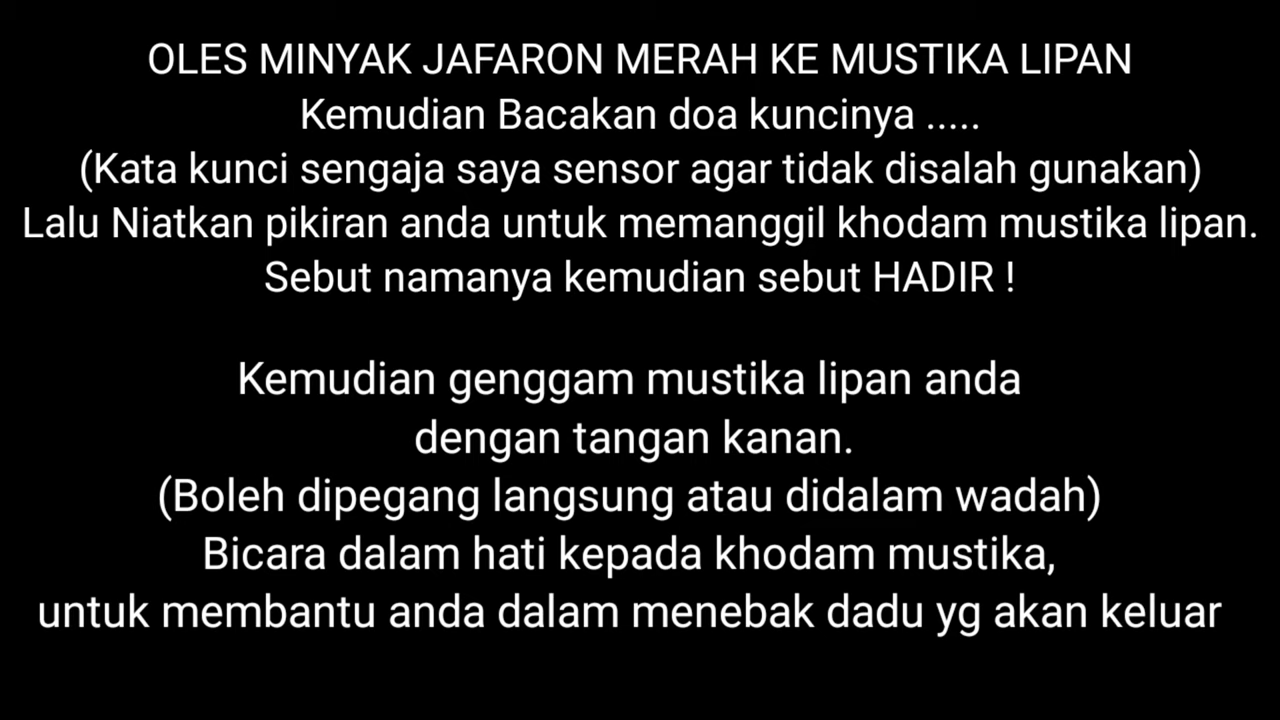 OLES MINYAK JAFARON MERAH KE MUSTIKA LIPAN
Kemudian Bacakan doa kuncinya .....
(Kata kunci sengaja saya sensor agar tidak disalah gunakan)
Lalu Niatkan pikiran anda untuk memanggil khodam mustika lipan.
Sebut namanya kemudian sebut HADIR !
Kemudian genggam mustika lipan anda
dengan tangan kanan.
(Boleh dipegang langsung atau didalam wadah)
Bicara dalam hati kepada khodam mustika,
untuk membantu anda dalam menebak dadu yg akan keluar